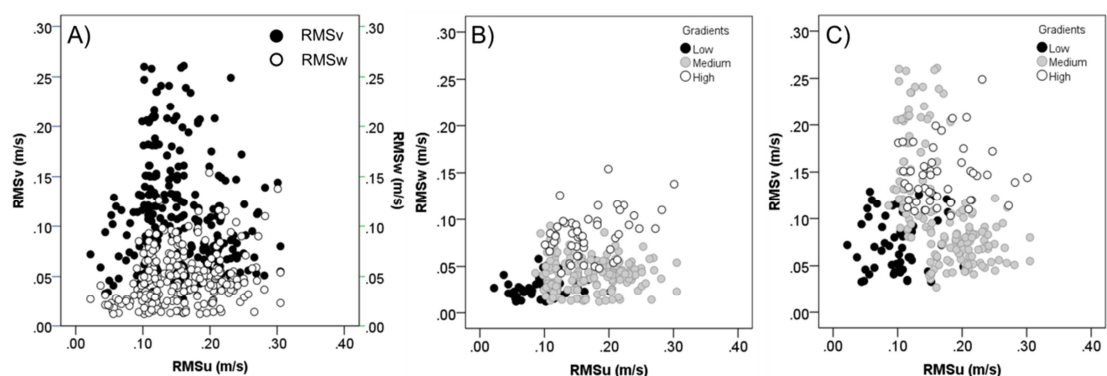 A)
RMSv
RMSw
.30
.25
.20
.15
.10
.05
.00
RMSv (m/s)
.30
.25
.20
.15
.10
.05
.00
RMSw (m/s)
.00 .10 .20 .30 .40
RMSu (m/s)
B)
Gradients
Low
Medium
High
.30
.25
.20
.15
.10
.05
.00
RMSw (m/s)
.00 .10 .20 .30 .40
RMSu (m/s)
C)
Gradients
Low
Medium
High
.30
.25
.20
.15
.10
.05
.00
RMSv (m/s)
.00 .10 .20 .30 .40
RMSu (m/s)